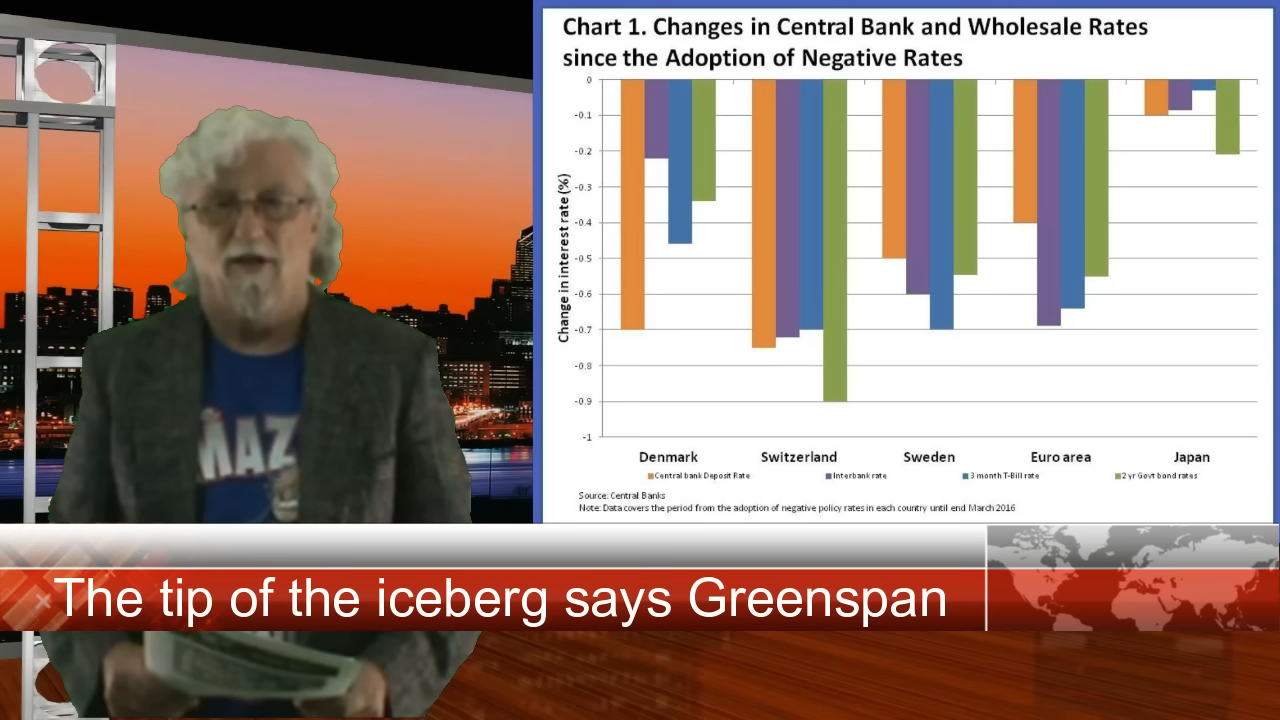 Chart 1. Changes in Central Bank and Wholesale Rates
since the Adoption of Negative Rates
0
-0.1
-0.2
-0.3
-0.4
-0.5
-0.6
-0.7
-0.8
-0.9
-1
Change in interest rate (%)
Denmark Switzerland Sweden Euro area Japan
Central bank Deposit Rate Interbank rate 3 month T-Bill rate 2 yr Govt bond rates
Source: Central Banks
Note: Data covers the period from the adoption of negative policy rates in each country until end March 2016
MAZ
The tip of the iceberg says Greenspan